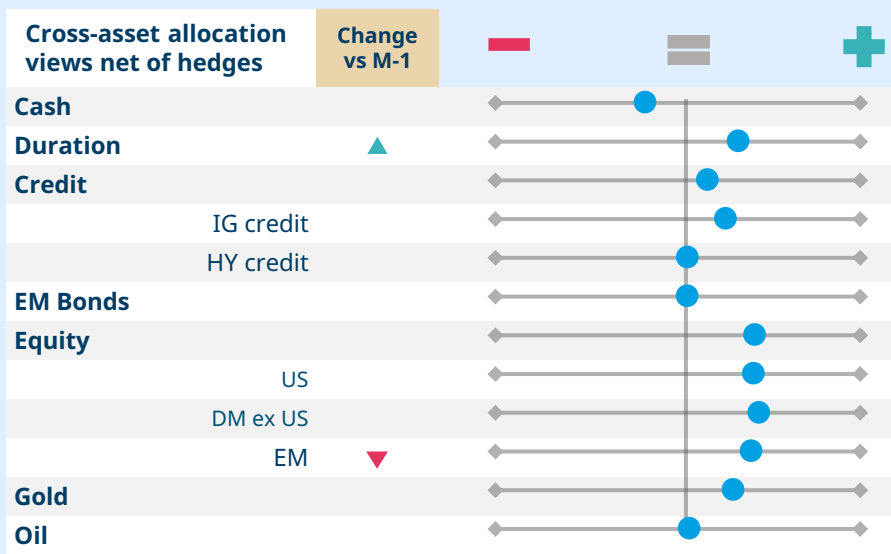 Cross-asset allocation
views net of hedges
Change
vs M-1
Cash
Duration
Credit
IG credit
HY credit
EM Bonds
Equity
US
DM ex US
EM
Gold
Oil